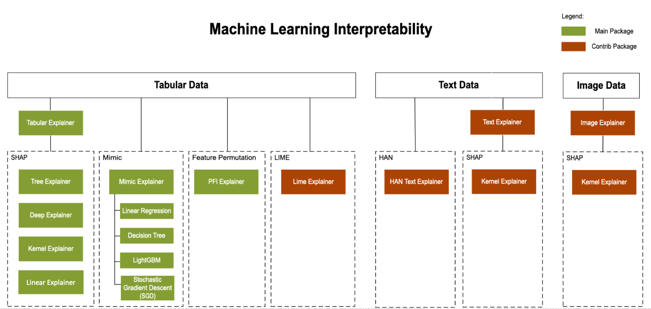 Machine Learning Interpretability
Legend:
Main Package
Contrib Package
Tabular Data
Text Data
Image Data
Tabular Explainer
Text Explainer
Image Explainer
SHAP
Tree Explainer
Deep Explainer
Kernel Explainer
Linear Explainer
Mimic
Mimic Explainer
Linear Regression
Decision Tree
LightGBM
Stochastic
Gradient Descent
(SGD)
Feature Permutation
PFI Explainer
LIME
Lime Explainer
HAN
HAN Text Explainer
SHAP
Kernel Explainer
SHAP
Kernel Explainer